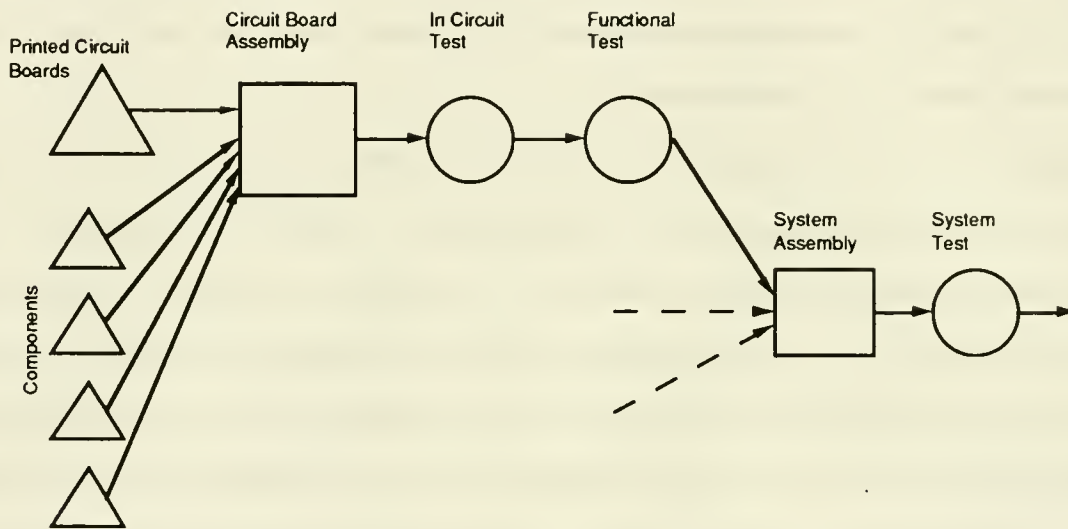 Printed Circuit
Boards
Circuit Board
Assembly
In Circuit
Test
Functional
Test
System
Assembly
System
Test
Components